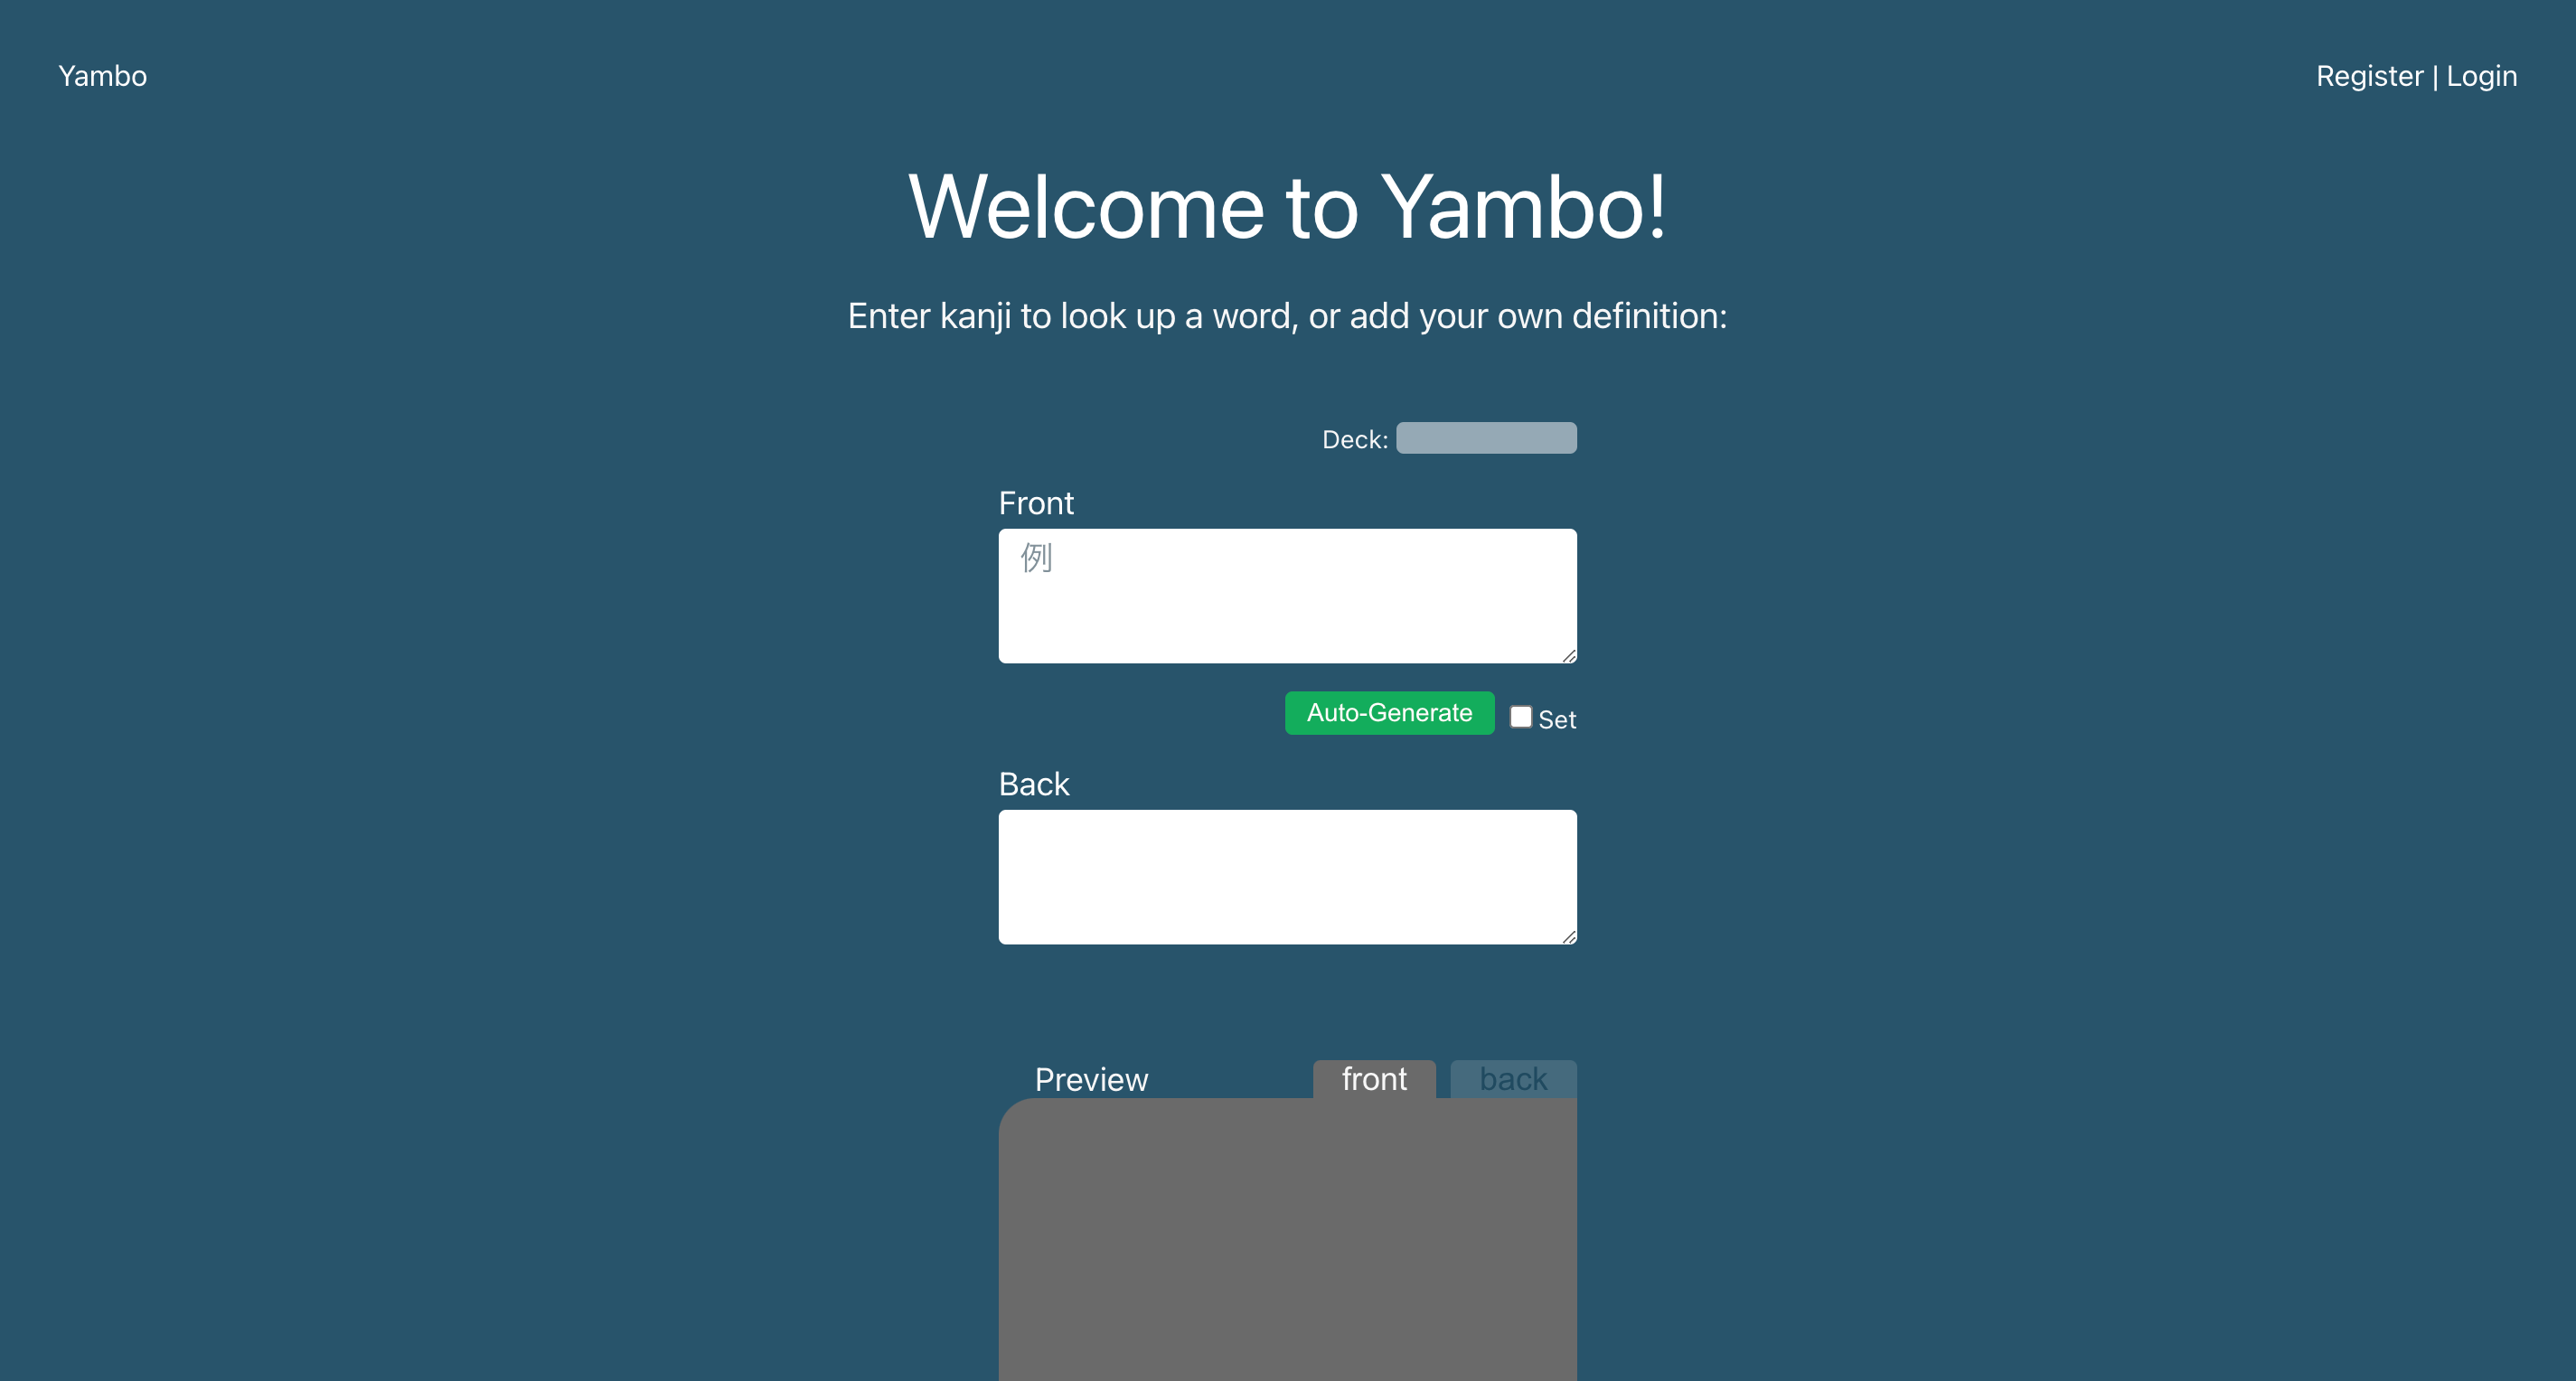 Yambo
Register | Login
Welcome to Yambo!
Enter kanji to look up a word, or add your own definition:
Deck:
Front
例
Auto-Generate
Set
Back
Preview
front
back